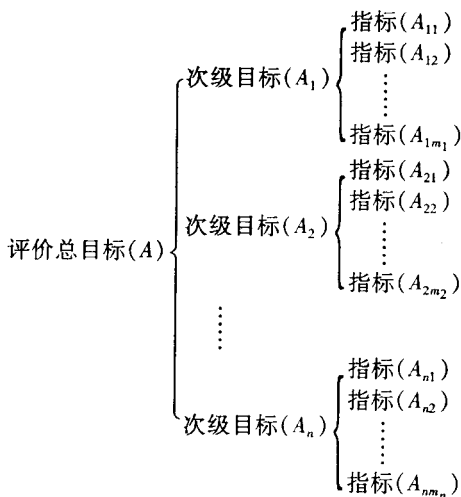 指标(A₁₁)
次级目标(A₁)
指标(A₁₂)
⋮
指标(A₁ₘ₁)
指标(A₂₁)
指标(A₂₂)
次级目标(A₂)
评价总目标(A)
⋮
指标(A₂ₘ₂)
⋮
指标(Aₙ₁)
指标(Aₙ₂)
次级目标(Aₙ)
⋮
指标(Aₙₘₙ)